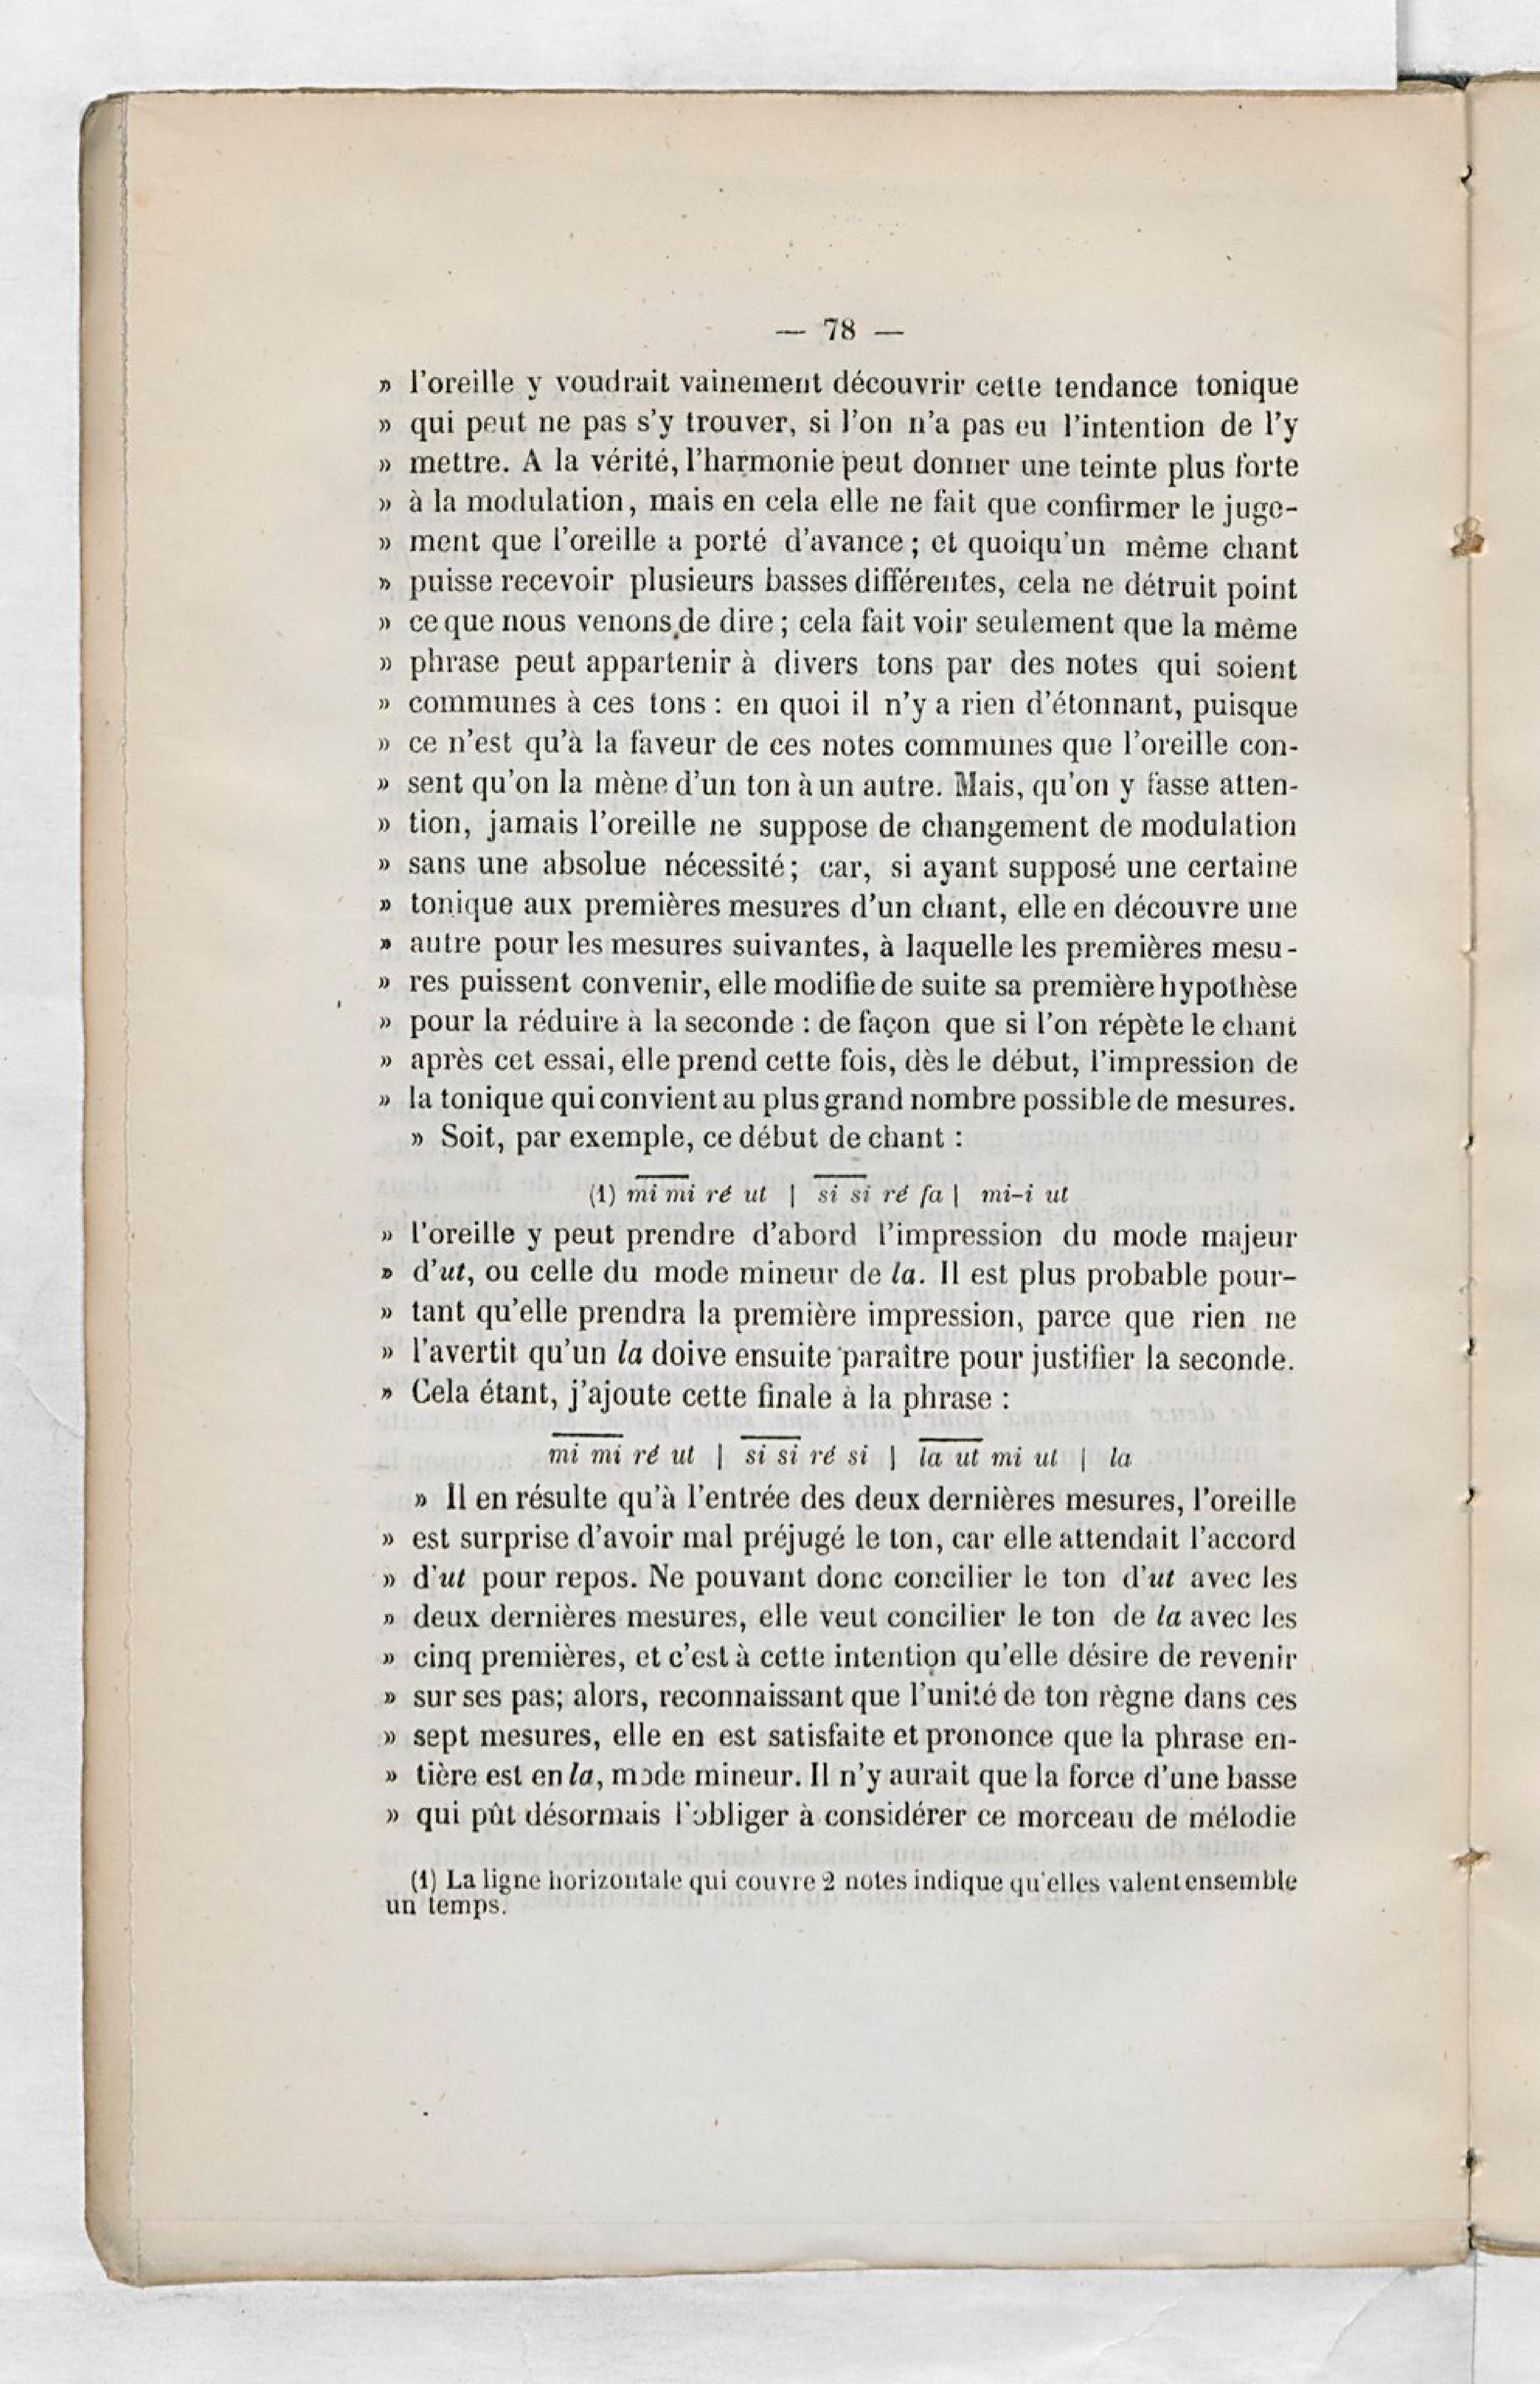 — 78 —
» l'oreille y voudrait vainement découvrir cette tendance tonique
» qui peut ne pas s'y trouver, si l'on n'a pas eu l'intention de l'y
» mettre. A la vérité, l'harmonie peut donner une teinte plus forte
» à la modulation, mais en cela elle ne fait que confirmer le juge-
» ment que l'oreille a porté d'avance ; et quoiqu'un même chant
» puisse recevoir plusieurs basses différentes, cela ne détruit point
» ce que nous venons de dire ; cela fait voir seulement que la même
» phrase peut appartenir à divers tons par des notes qui soient
» communes à ces tons : en quoi il n'y a rien d'étonnant, puisque
» ce n'est qu'à la faveur de ces notes communes que l'oreille con-
» sent qu'on la mène d'un ton à un autre. Mais, qu'on y fasse atten-
» tion, jamais l'oreille ne suppose de changement de modulation
» sans une absolue nécessité; car, si ayant supposé une certaine
» tonique aux premières mesures d'un chant, elle en découvre une
» autre pour les mesures suivantes, à laquelle les premières mesu-
» res puissent convenir, elle modifie de suite sa première hypothèse
» pour la réduire à la seconde : de façon que si l'on répète le chant
» après cet essai, elle prend cette fois, dès le début, l'impression de
» la tonique qui convient au plus grand nombre possible de mesures.
» Soit, par exemple, ce début de chant :
(1) mi mi ré ut | si si ré fa | mi-i ut
» l'oreille y peut prendre d'abord l'impression du mode majeur
» d'ut, ou celle du mode mineur de la. Il est plus probable pour-
» tant qu'elle prendra la première impression, parce que rien ne
» l'avertit qu'un la doive ensuite paraître pour justifier la seconde.
» Cela étant, j'ajoute cette finale à la phrase :
mi mi ré ut | si si ré si | la ut mi ut | la
» Il en résulte qu'à l'entrée des deux dernières mesures, l'oreille
» est surprise d'avoir mal préjugé le ton, car elle attendait l'accord
» d'ut pour repos. Ne pouvant donc concilier le ton d'ut avec les
» deux dernières mesures, elle veut concilier le ton de la avec les
» cinq premières, et c'est à cette intention qu'elle désire de revenir
» sur ses pas; alors, reconnaissant que l'unité de ton règne dans ces
» sept mesures, elle en est satisfaite et prononce que la phrase en-
» tière est en la, mode mineur. Il n'y aurait que la force d'une basse
» qui pût désormais l'obliger à considérer ce morceau de mélodie
(1) La ligne horizontale qui couvre 2 notes indique qu'elles valent ensemble
un temps.